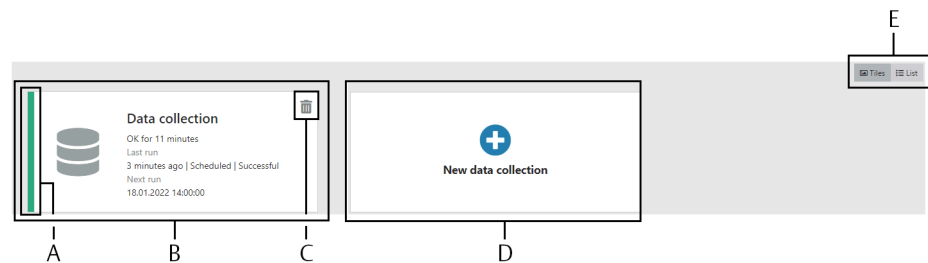 E
Tiles List
Data collection
OK for 11 minutes
Last run
3 minutes ago | Scheduled | Successful
Next run
18.01.2022 14:00:00
New data collection
A B C D